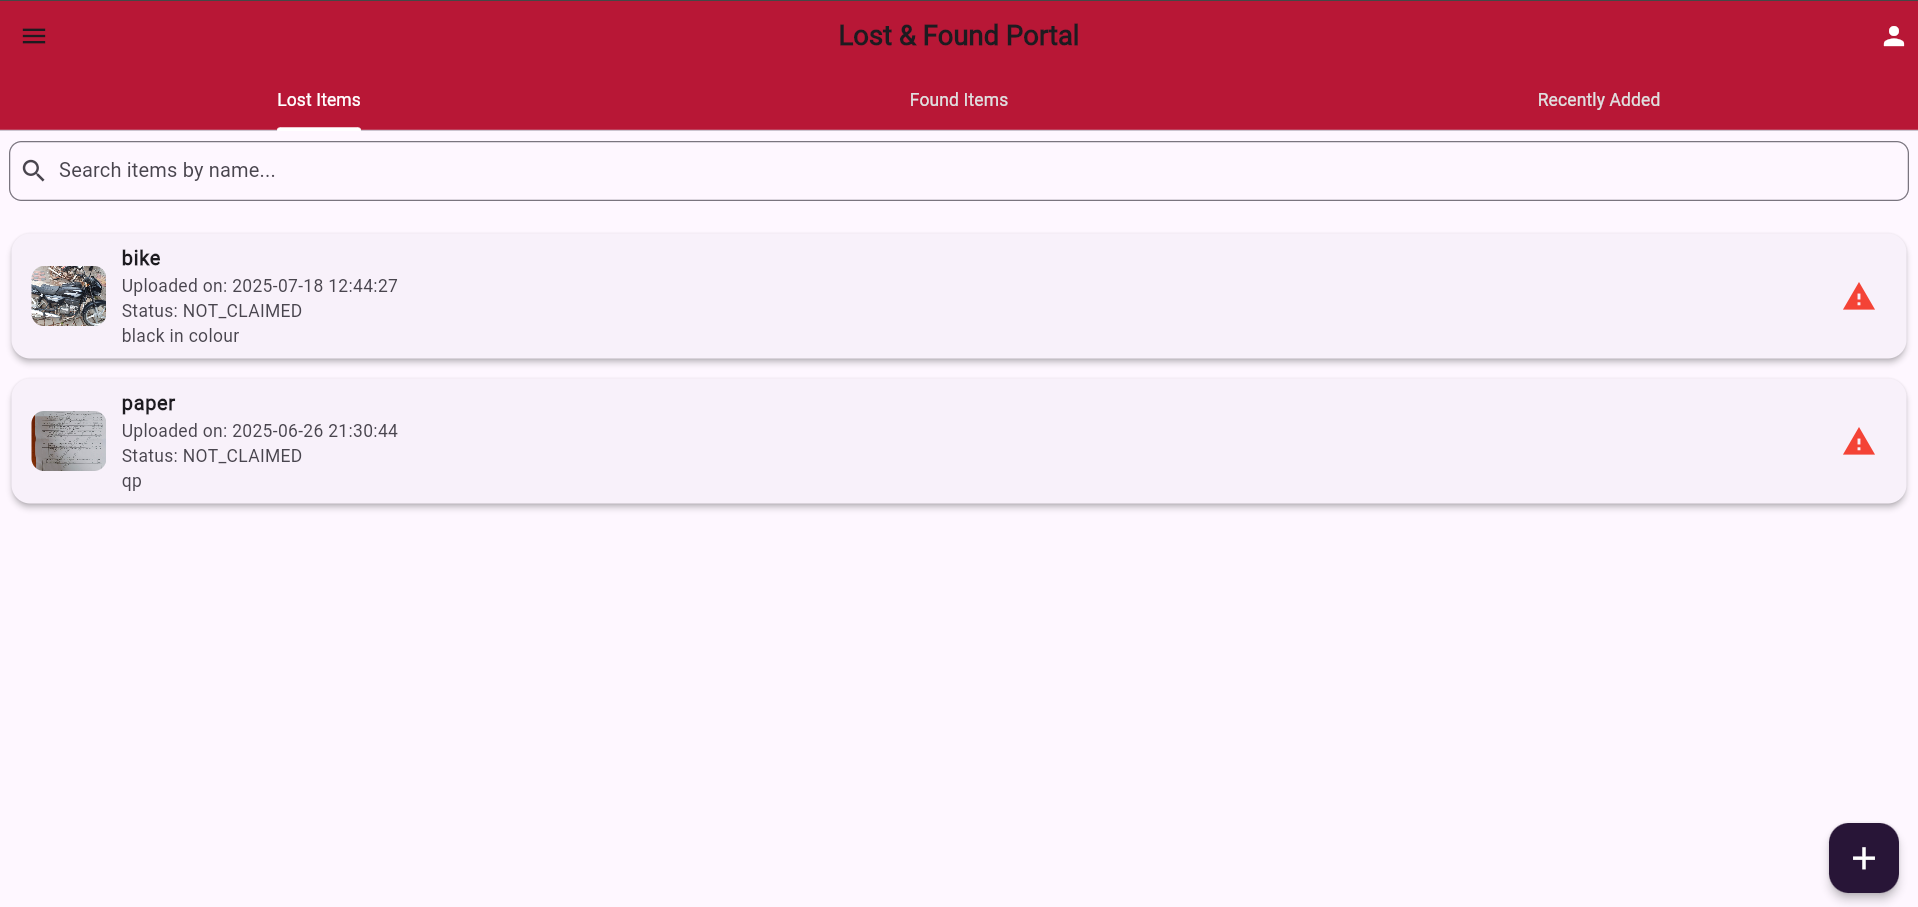 Lost & Found Portal
Lost Items
Found Items
Recently Added
Search items by name...
bike
Uploaded on: 2025-07-18 12:44:27
Status: NOT_CLAIMED
black in colour
paper
Uploaded on: 2025-06-26 21:30:44
Status: NOT_CLAIMED
qp